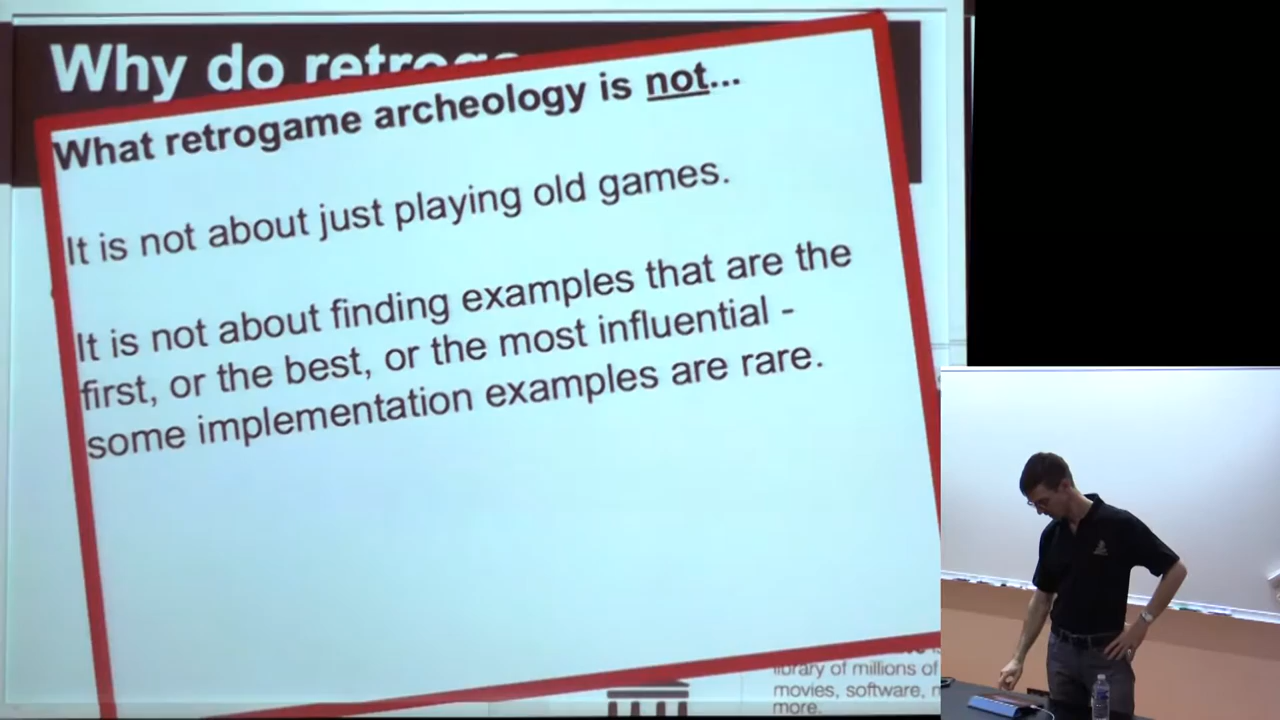 Why do retroga
What retrogame archeology is not...
It is not about just playing old games.
It is not about finding examples that are the
first, or the best, or the most influential -
some implementation examples are rare.
library of millions of
movies, software,
more.